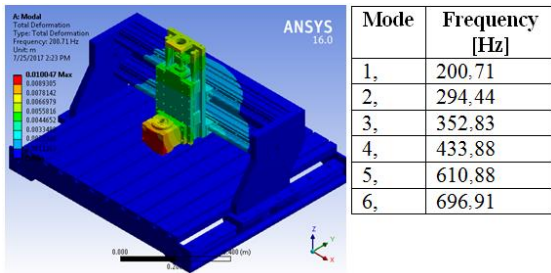 A: Modal
Total Deformation
Type: Total Deformation
Frequency: 200.71 Hz
Unit: m
7/25/2017 2:23 PM
0.010047 Max
0.0089305
0.0078142
0.0066979
0.0055816
0.0044652
ANSYS
16.0
0.000
(m)
Z
Y
X
Mode Frequency [Hz]
1, 200,71
2, 294,44
3, 352,83
4, 433,88
5, 610,88
6, 696,91